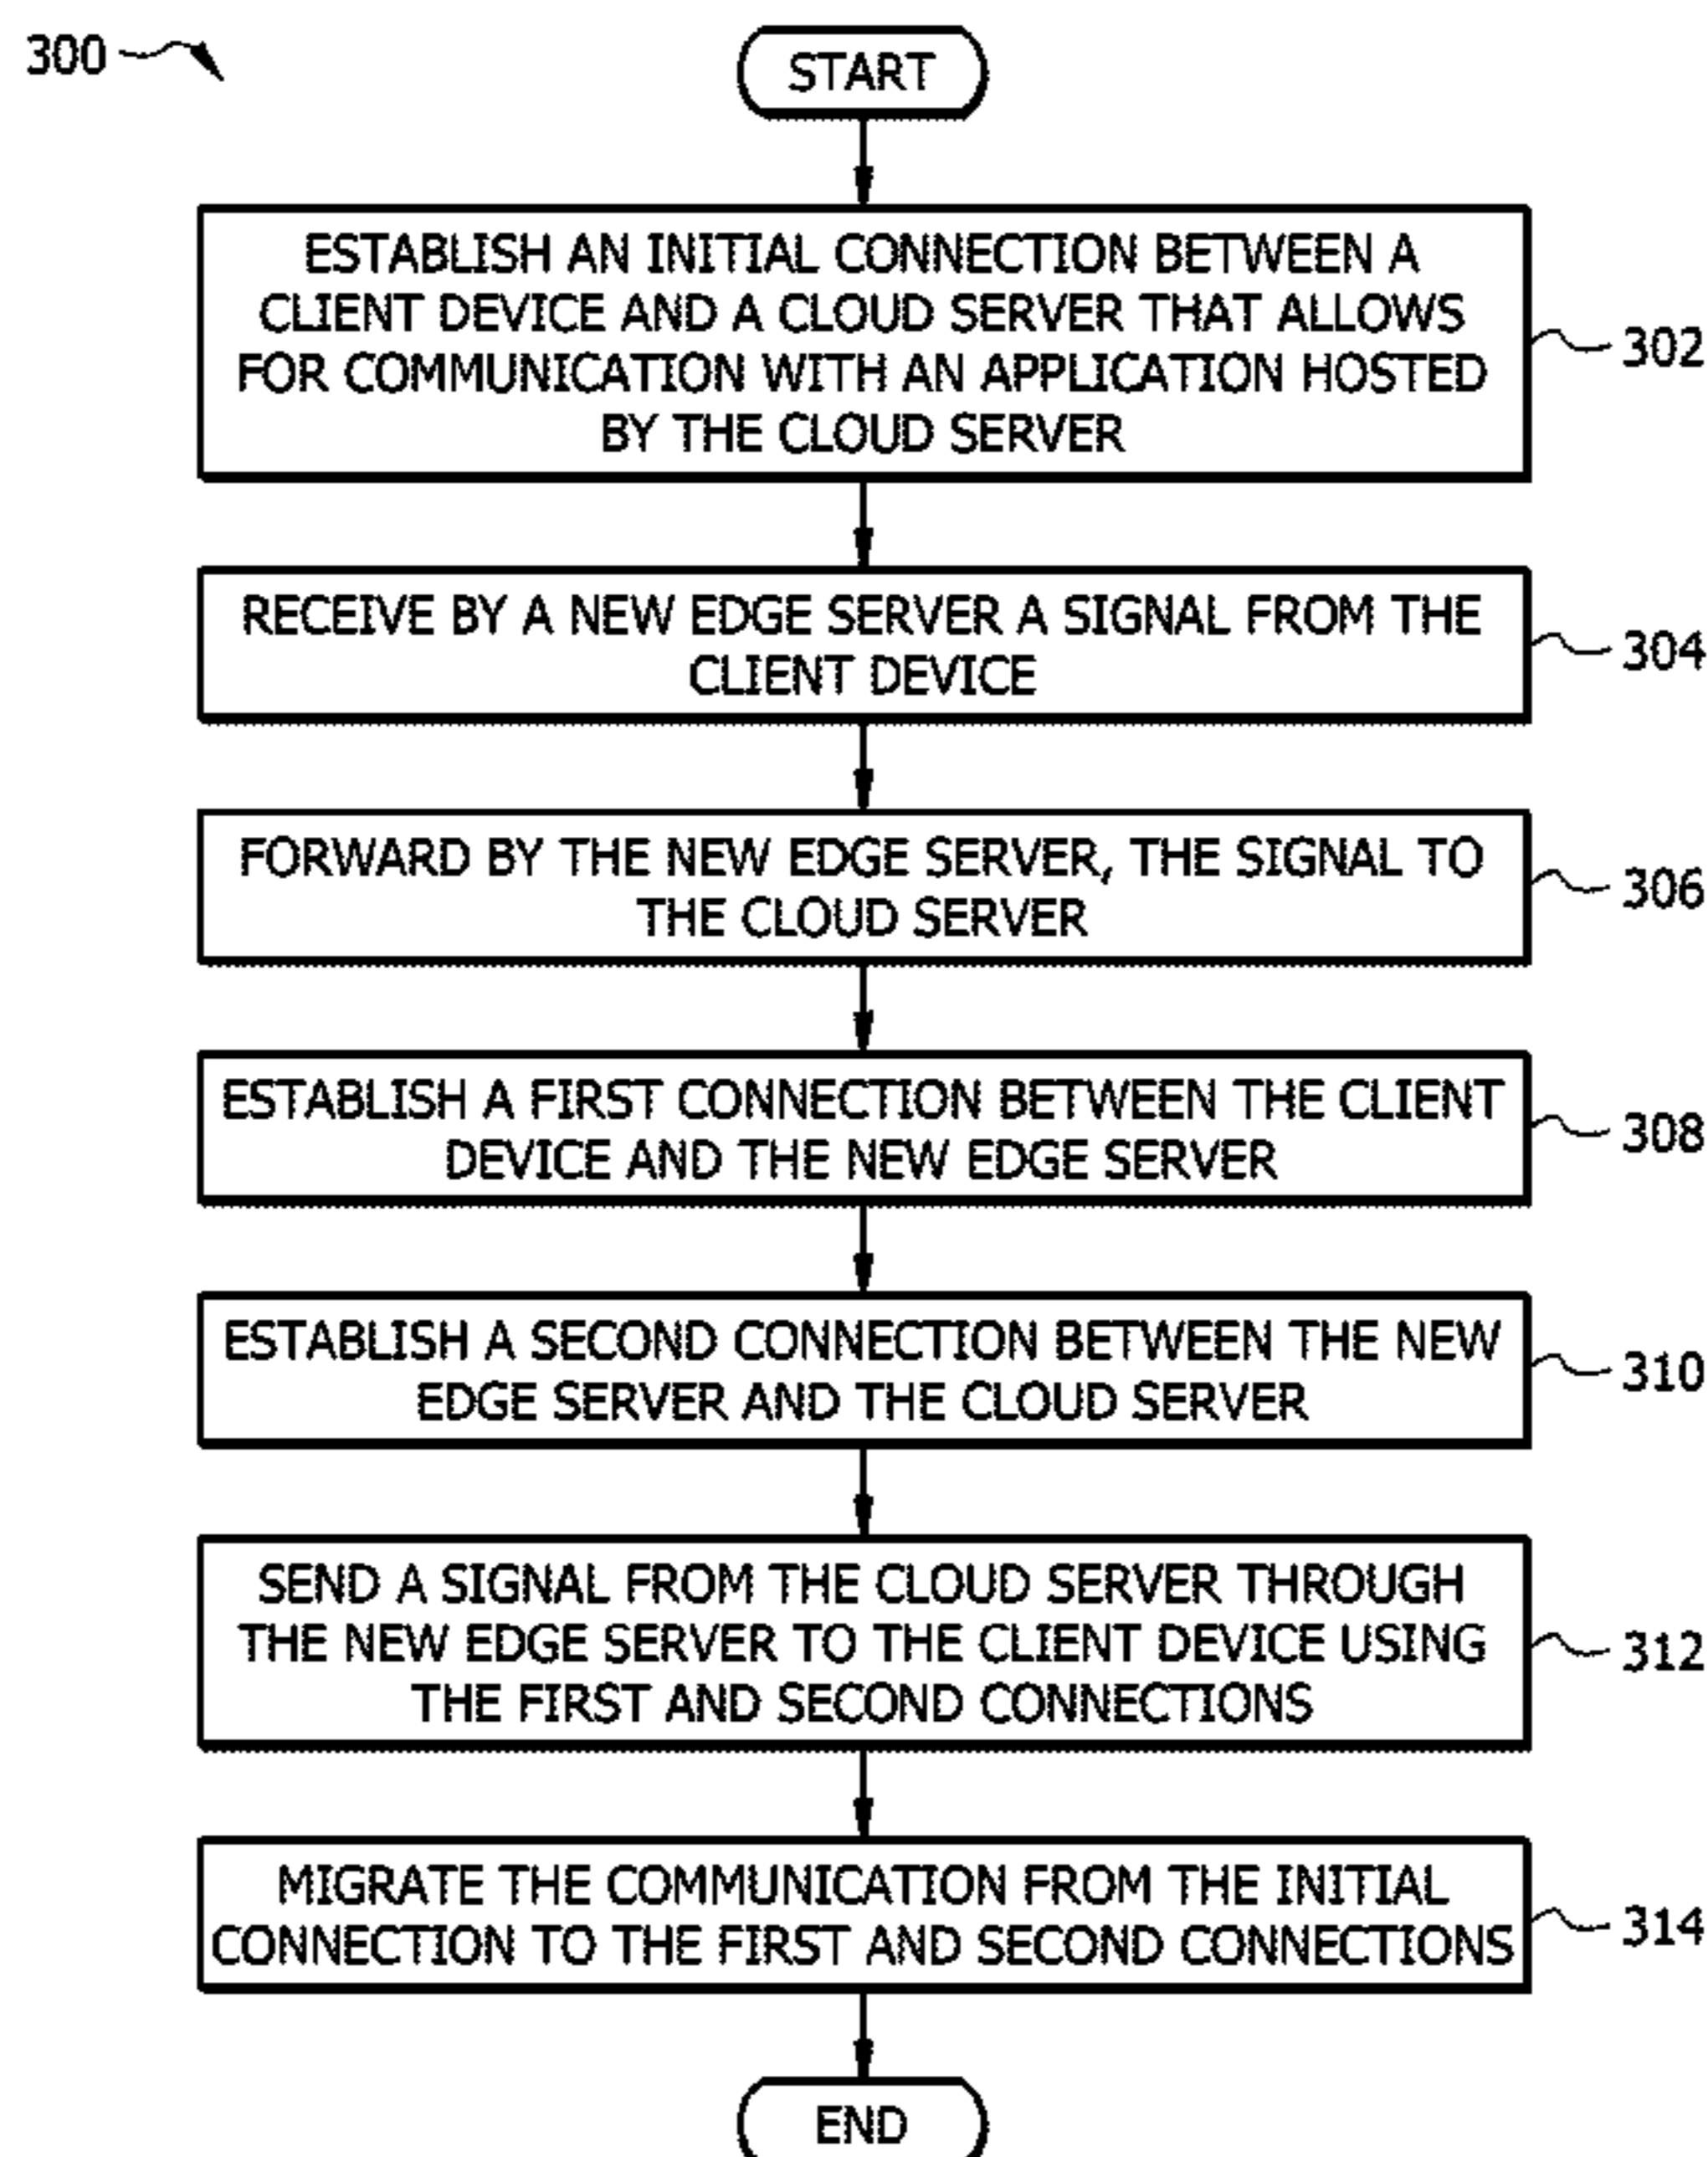 300
START
ESTABLISH AN INITIAL CONNECTION BETWEEN A
CLIENT DEVICE AND A CLOUD SERVER THAT ALLOWS
FOR COMMUNICATION WITH AN APPLICATION HOSTED
BY THE CLOUD SERVER
302
RECEIVE BY A NEW EDGE SERVER A SIGNAL FROM THE
CLIENT DEVICE
304
FORWARD BY THE NEW EDGE SERVER, THE SIGNAL TO
THE CLOUD SERVER
306
ESTABLISH A FIRST CONNECTION BETWEEN THE CLIENT
DEVICE AND THE NEW EDGE SERVER
308
ESTABLISH A SECOND CONNECTION BETWEEN THE NEW
EDGE SERVER AND THE CLOUD SERVER
310
SEND A SIGNAL FROM THE CLOUD SERVER THROUGH
THE NEW EDGE SERVER TO THE CLIENT DEVICE USING
THE FIRST AND SECOND CONNECTIONS
312
MIGRATE THE COMMUNICATION FROM THE INITIAL
CONNECTION TO THE FIRST AND SECOND CONNECTIONS
314
END